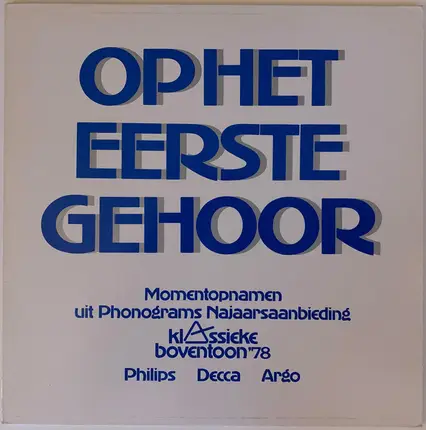 OP HET
EERSTE
GEHOOR
Momentopnamen
uit Phonograms Najaarsaanbieding
klAssieke
boventoon"78
Philips Decca Argo